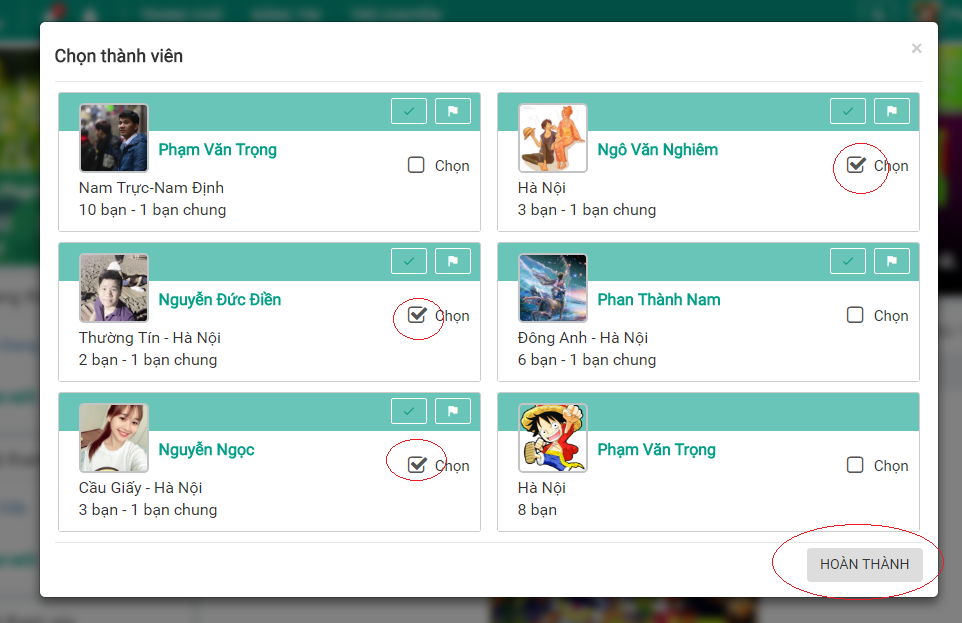 Chọn thành viên
×
Phạm Văn Trọng
Chọn
Nam Trực-Nam Định
10 bạn - 1 bạn chung
Ngô Văn Nghiêm
Chọn
Hà Nội
3 bạn - 1 bạn chung
Nguyễn Đức Điền
Chọn
Thường Tín - Hà Nội
2 bạn - 1 bạn chung
Phan Thành Nam
Chọn
Đông Anh - Hà Nội
6 bạn - 1 bạn chung
Nguyễn Ngọc
Chọn
Cầu Giấy - Hà Nội
3 bạn - 1 bạn chung
Phạm Văn Trọng
Chọn
Hà Nội
8 bạn
HOÀN THÀNH